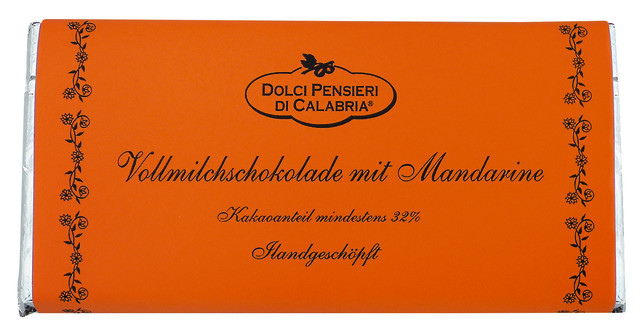 DOLCI PENSIERI
DI CALABRIA®
Vollmilchschokolade mit Mandarine
Kakaoanteil mindestens 32%
Handgeschöpft